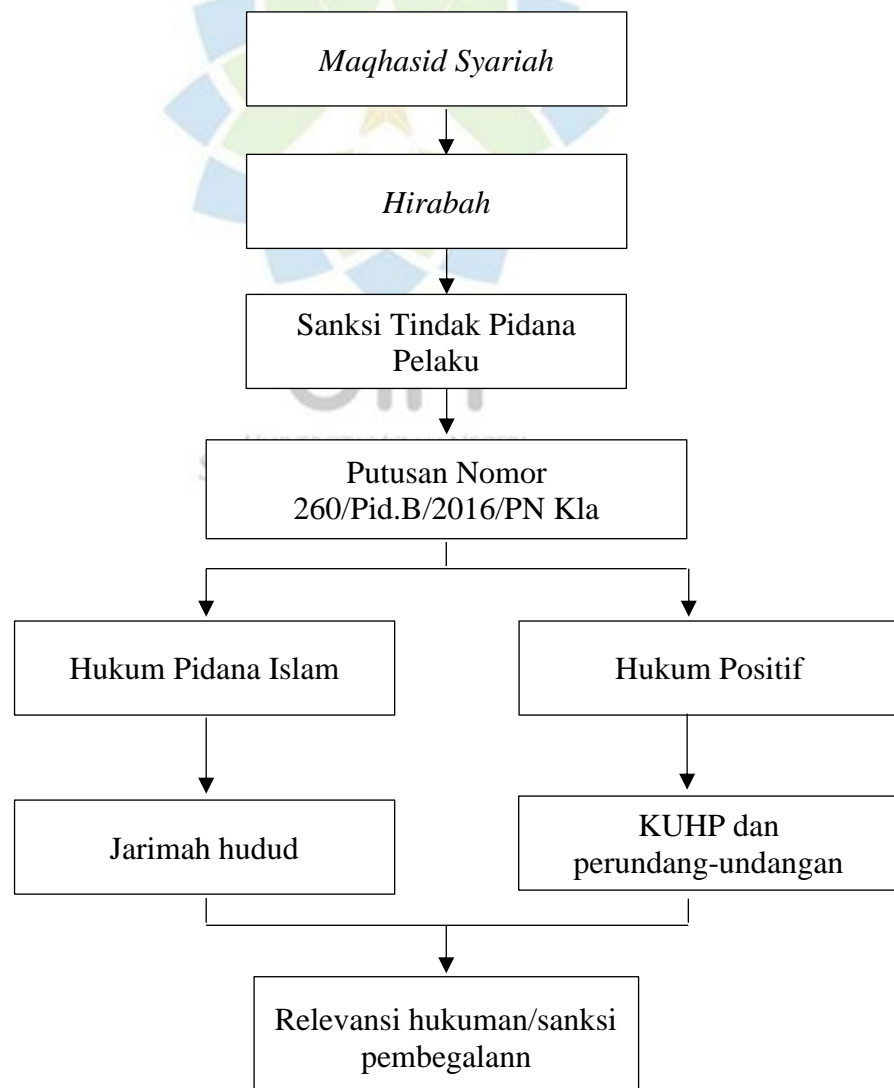 Maqhasid Syariah
Hirabah
Sanksi Tindak Pidana
Pelaku
Putusan Nomor
260/Pid.B/2016/PN Kla
Hukum Pidana Islam
Hukum Positif
Jarimah hudud
KUHP dan
perundang-undangan
Relevansi hukuman/sanksi
pembegalann